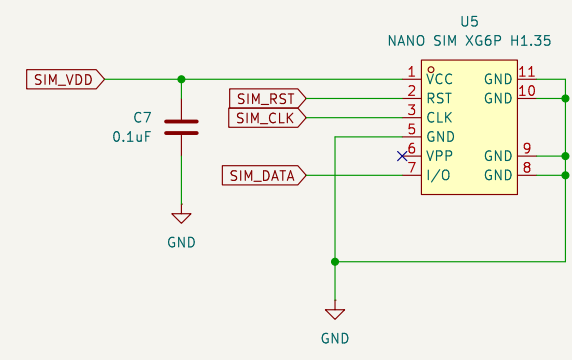 U5
NANO SIM XG6P H1.35
SIM_VDD
1 VCC GND 11
SIM_RST
2 RST GND 10
SIM_CLK
3 CLK
C7
0.1uF
5 GND
6 VPP GND 9
SIM_DATA
7 I/O GND 8
GND
GND